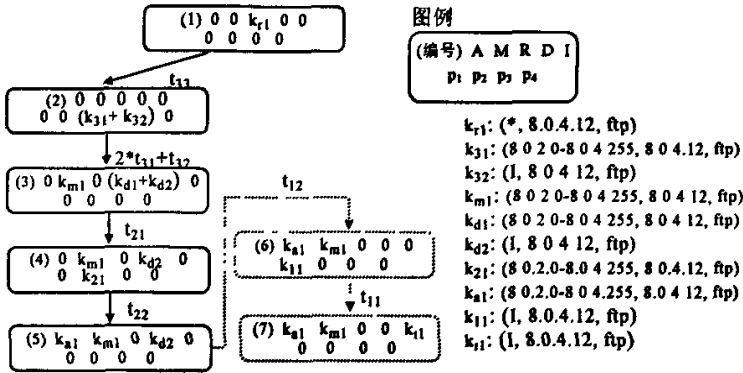 图例
(编号) A M R D I
p1 p2 p3 p4
(1) 0 0 kr1 0 0
0 0 0 0
t33
(2) 0 0 0 0 0
0 0 (k31+ k32) 0
2*t31+t32
(3) 0 km1 0 (kd1+kd2) 0
0 0 0 0
t21
(4) 0 km1 0 kd2 0
0 k21 0 0
t22
(5) ka1 km1 0 kd2 0
0 0 0 0
t12
(6) ka1 km1 0 0 0
k11 0 0 0
t11
(7) ka1 km1 0 0 ki1
0 0 0 0
kr1: (*, 8.0.4.12, ftp)
k31: (8 0 2 0-8 0 4 255, 8 0 4.12, ftp)
k32: (I, 8 0 4 12, ftp)
km1: (8 0 2 0-8 0 4 255, 8 0 4 12, ftp)
kd1: (8 0 2 0-8 0 4 255, 8 0 4 12, ftp)
kd2: (I, 8 0 4 12, ftp)
k21: (8 0.2.0-8.0 4 255, 8 0.4.12, ftp)
ka1: (8 0.2.0-8 0 4.255, 8.0 4 12, ftp)
k11: (I, 8.0.4.12, ftp)
ki1: (I, 8.0.4.12, ftp)